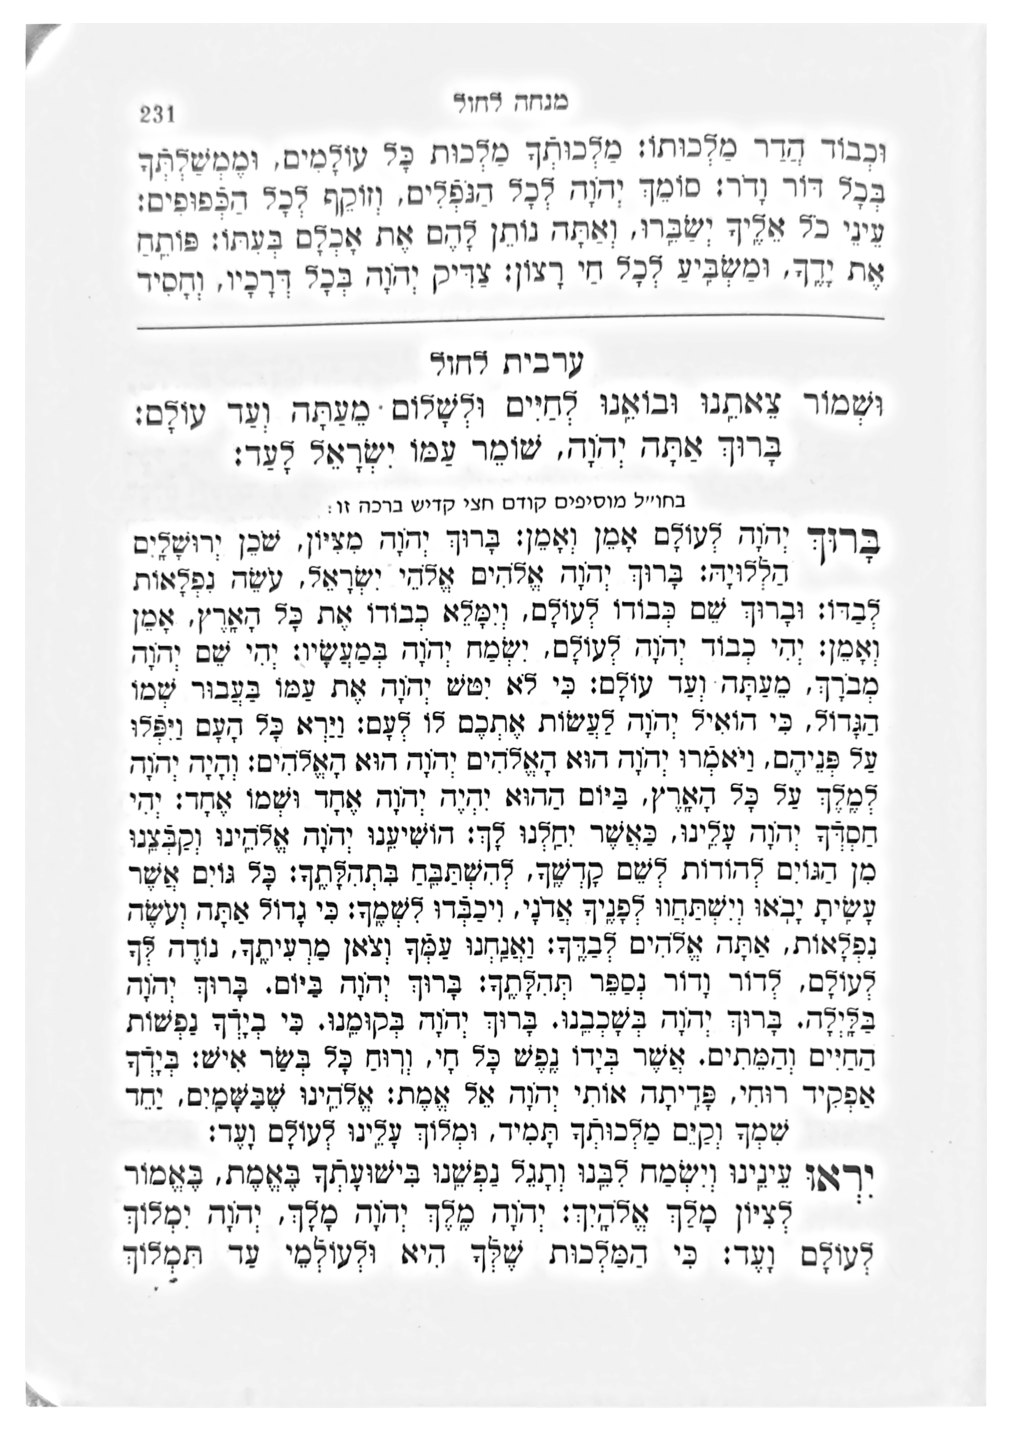 מנחה לחול
231
וּכְבוֹד הֲדַר מַלְכוּתוֹ: מַלְכוּתְךָ מַלְכוּת כָּל עוֹלָמִים, וּמֶמְשַׁלְתְּךָ
בְּכָל דּוֹר וָדֹר: סוֹמֵךְ יְהֹוָה לְכָל הַנֹּפְלִים, וְזוֹקֵף לְכָל הַכְּפוּפִים:
עֵינֵי כֹל אֵלֶיךָ יְשַׂבֵּרוּ, וְאַתָּה נוֹתֵן לָהֶם אֶת אָכְלָם בְּעִתּוֹ: פּוֹתֵחַ
אֶת יָדֶךָ, וּמַשְׂבִּיעַ לְכָל חַי רָצוֹן: צַדִּיק יְהֹוָה בְּכָל דְּרָכָיו, וְחָסִיד
ערבית לחול
וּשְׁמוֹר צֵאתֵנוּ וּבוֹאֵנוּ לְחַיִּים וּלְשָׁלוֹם מֵעַתָּה וְעַד עוֹלָם:
בָּרוּךְ אַתָּה יְהֹוָה, שׁוֹמֵר עַמּוֹ יִשְׂרָאֵל לָעַד:
בחו״ל מוסיפים קודם חצי קדיש ברכה זו:
בָּרוּךְ יְהֹוָה לְעוֹלָם אָמֵן וְאָמֵן: בָּרוּךְ יְהֹוָה מִצִּיּוֹן, שֹׁכֵן יְרוּשָׁלָיִם
הַלְלוּיָהּ: בָּרוּךְ יְהֹוָה אֱלֹהִים אֱלֹהֵי יִשְׂרָאֵל, עֹשֵׂה נִפְלָאוֹת
לְבַדּוֹ: וּבָרוּךְ שֵׁם כְּבוֹדוֹ לְעוֹלָם, וְיִמָּלֵא כְבוֹדוֹ אֶת כָּל הָאָרֶץ, אָמֵן
וְאָמֵן: יְהִי כְבוֹד יְהֹוָה לְעוֹלָם, יִשְׂמַח יְהֹוָה בְּמַעֲשָׂיו: יְהִי שֵׁם יְהֹוָה
מְבֹרָךְ, מֵעַתָּה וְעַד עוֹלָם: כִּי לֹא יִטֹּשׁ יְהֹוָה אֶת עַמּוֹ בַּעֲבוּר שְׁמוֹ
הַגָּדוֹל, כִּי הוֹאִיל יְהֹוָה לַעֲשׂוֹת אֶתְכֶם לוֹ לְעָם: וַיַּרְא כָּל הָעָם וַיִּפְּלוּ
עַל פְּנֵיהֶם, וַיֹּאמְרוּ יְהֹוָה הוּא הָאֱלֹהִים יְהֹוָה הוּא הָאֱלֹהִים: וְהָיָה יְהֹוָה
לְמֶלֶךְ עַל כָּל הָאָרֶץ, בַּיּוֹם הַהוּא יִהְיֶה יְהֹוָה אֶחָד וּשְׁמוֹ אֶחָד: יְהִי
חַסְדְּךָ יְהֹוָה עָלֵינוּ, כַּאֲשֶׁר יִחַלְנוּ לָךְ: הוֹשִׁיעֵנוּ יְהֹוָה אֱלֹהֵינוּ וְקַבְּצֵנוּ
מִן הַגּוֹיִם לְהוֹדוֹת לְשֵׁם קָדְשֶׁךָ, לְהִשְׁתַּבֵּחַ בִּתְהִלָּתֶךָ: כָּל גּוֹיִם אֲשֶׁר
עָשִׂיתָ יָבֹאוּ וְיִשְׁתַּחֲווּ לְפָנֶיךָ אֲדֹנָי, וִיכַבְּדוּ לִשְׁמֶךָ: כִּי גָדוֹל אַתָּה וְעֹשֵׂה
נִפְלָאוֹת, אַתָּה אֱלֹהִים לְבַדֶּךָ: וַאֲנַחְנוּ עַמְּךָ וְצֹאן מַרְעִיתֶךָ, נוֹדֶה לְּךָ
לְעוֹלָם, לְדוֹר וָדוֹר נְסַפֵּר תְּהִלָּתֶךָ: בָּרוּךְ יְהֹוָה בַּיּוֹם. בָּרוּךְ יְהֹוָה
בַּלָּיְלָה. בָּרוּךְ יְהֹוָה בְּשָׁכְבֵנוּ. בָּרוּךְ יְהֹוָה בְּקוּמֵנוּ. כִּי בְיָדְךָ נַפְשׁוֹת
הַחַיִּים וְהַמֵּתִים. אֲשֶׁר בְּיָדוֹ נֶפֶשׁ כָּל חָי, וְרוּחַ כָּל בְּשַׂר אִישׁ: בְּיָדְךָ
אַפְקִיד רוּחִי, פָּדִיתָה אוֹתִי יְהֹוָה אֵל אֱמֶת: אֱלֹהֵינוּ שֶׁבַּשָּׁמַיִם, יַחֵד
שִׁמְךָ וְקַיֵּם מַלְכוּתְךָ תָּמִיד, וּמְלוֹךְ עָלֵינוּ לְעוֹלָם וָעֶד:
יִרְאוּ עֵינֵינוּ וְיִשְׂמַח לִבֵּנוּ וְתָגֵל נַפְשֵׁנוּ בִּישׁוּעָתְךָ בֶּאֱמֶת, בֶּאֱמוֹר
לְצִיּוֹן מָלַךְ אֱלֹהָיִךְ: יְהֹוָה מֶלֶךְ יְהֹוָה מָלָךְ, יְהֹוָה יִמְלוֹךְ
לְעוֹלָם וָעֶד: כִּי הַמַּלְכוּת שֶׁלְּךָ הִיא וּלְעוֹלְמֵי עַד תִּמְלוֹךְ